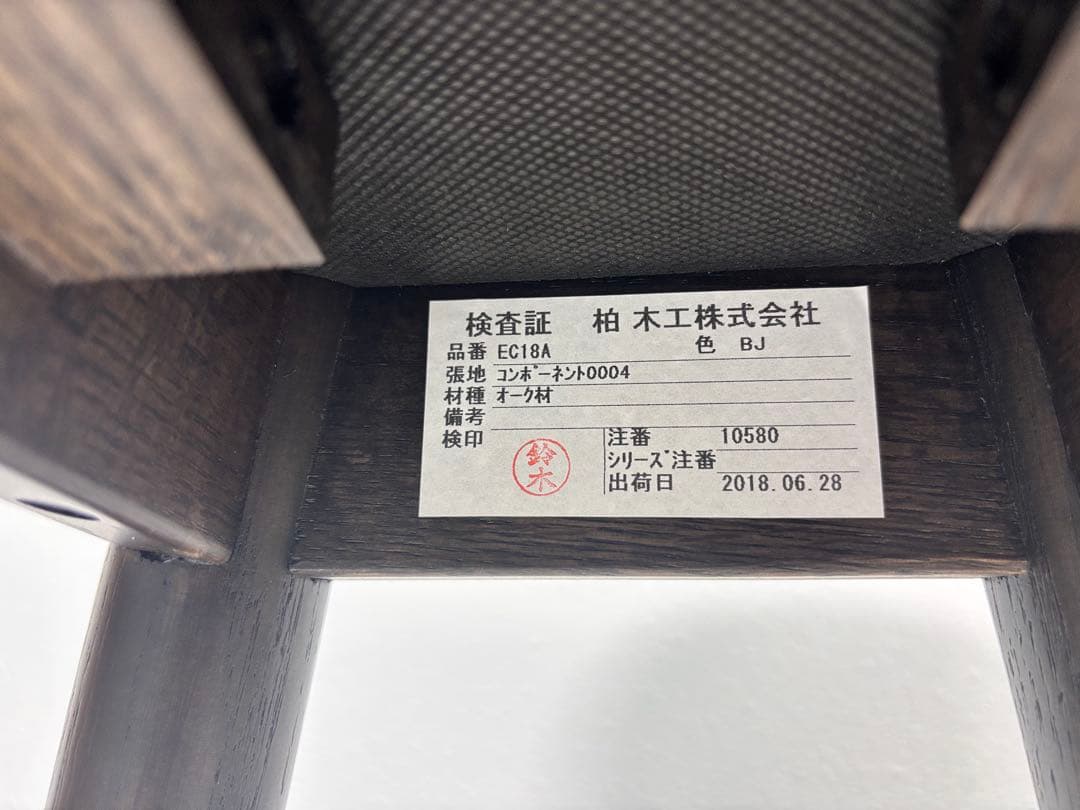 検査証 柏木工株式会社
品番 EC18A 色 BJ
張地 コンポーネント0004
材種 オーク材
備考
検印 鈴木
注番 10580
シリーズ注番
出荷日 2018.06.28